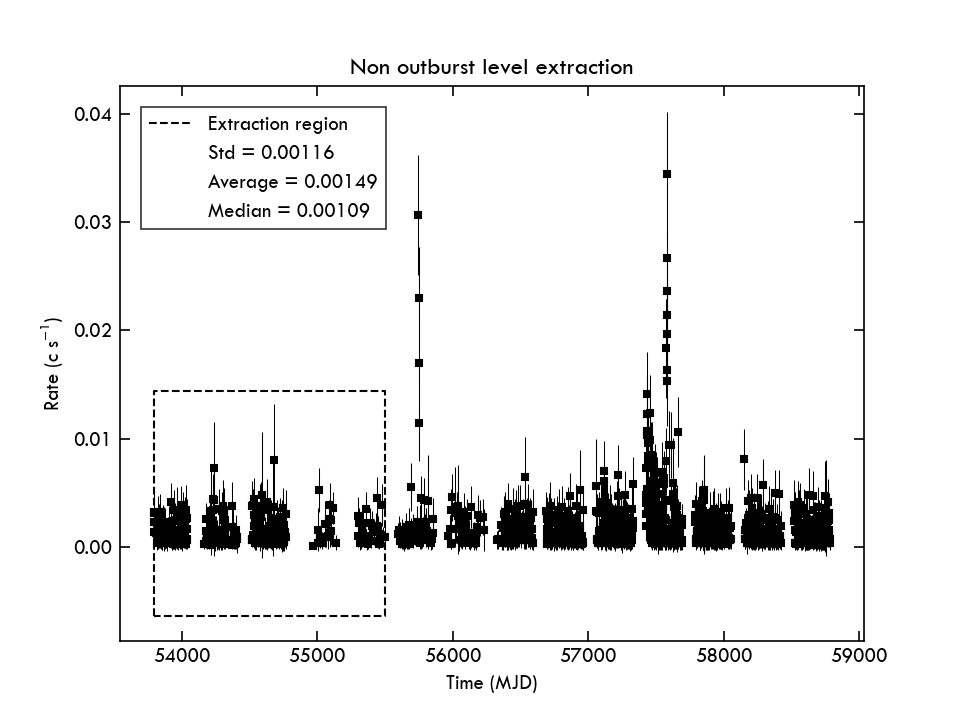 Non outburst level extraction
Extraction region
Std = 0.00116
Average = 0.00149
Median = 0.00109
0.04
0.03
0.02
0.01
0.00
Rate (c s⁻¹)
54000 55000 56000 57000 58000 59000
Time (MJD)